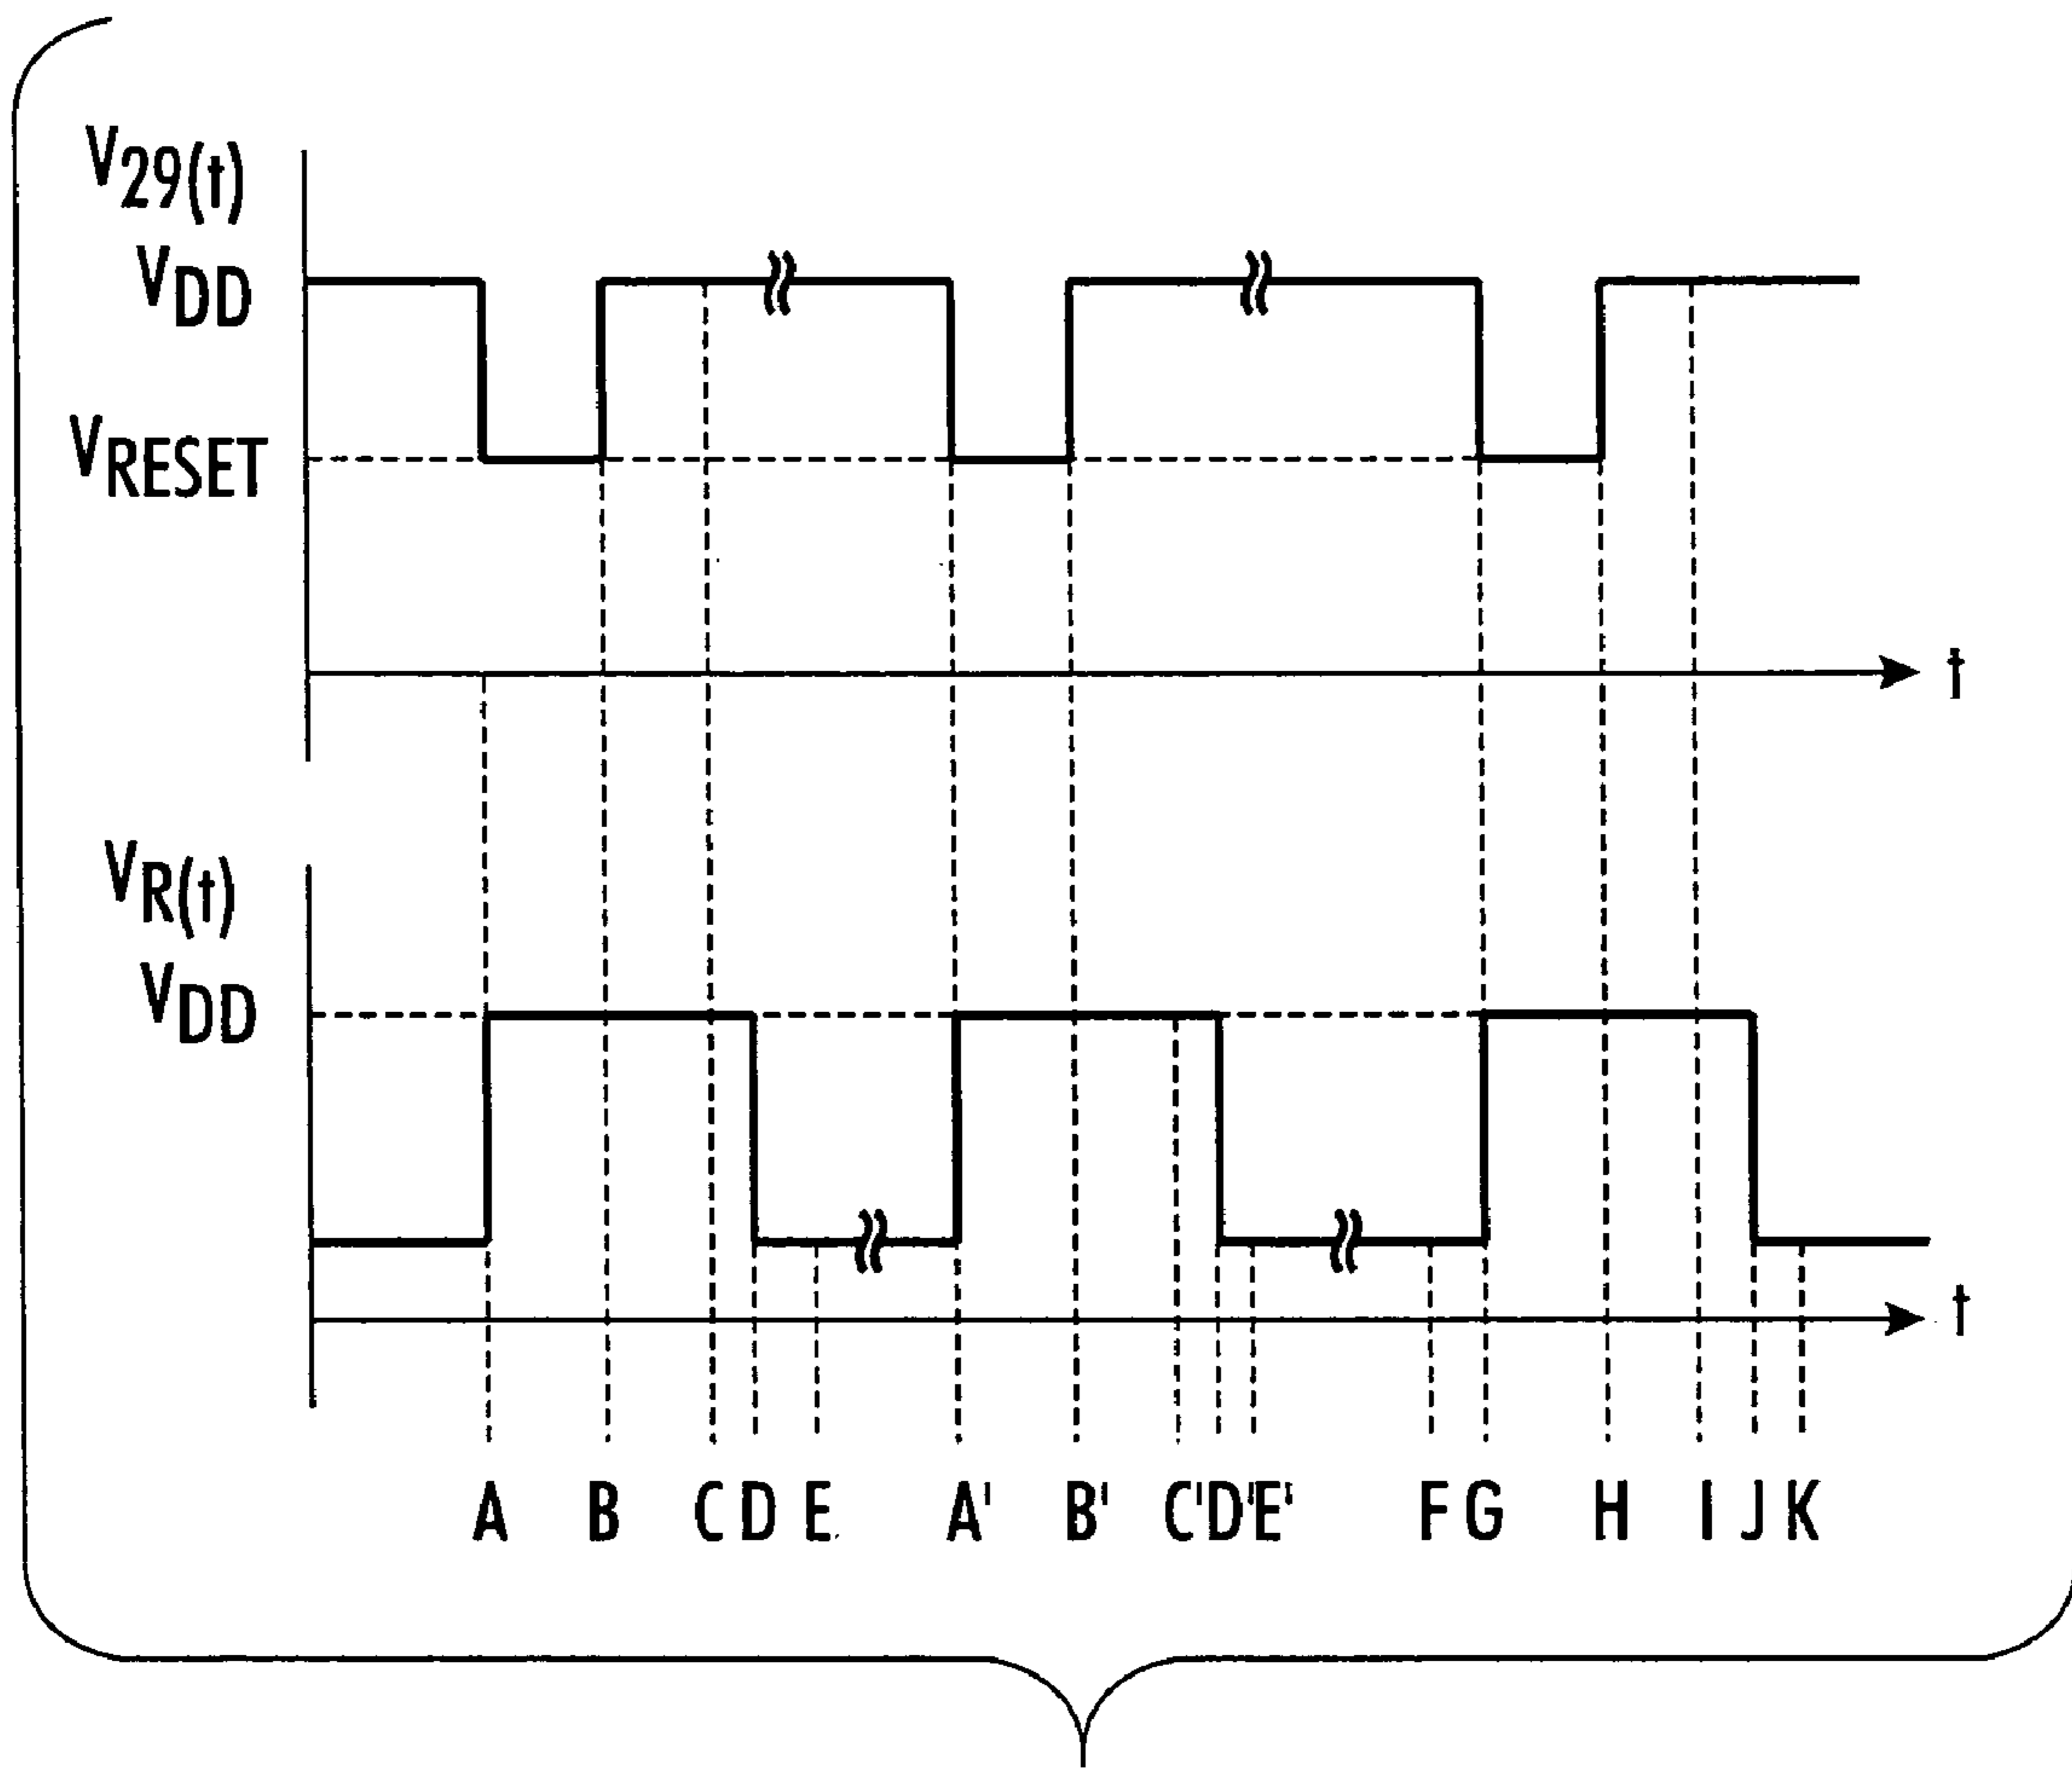 V29(t)
VDD
VRESET
t
VR(t)
VDD
t
A B C D E A' B' C' D' E' F G H I J K